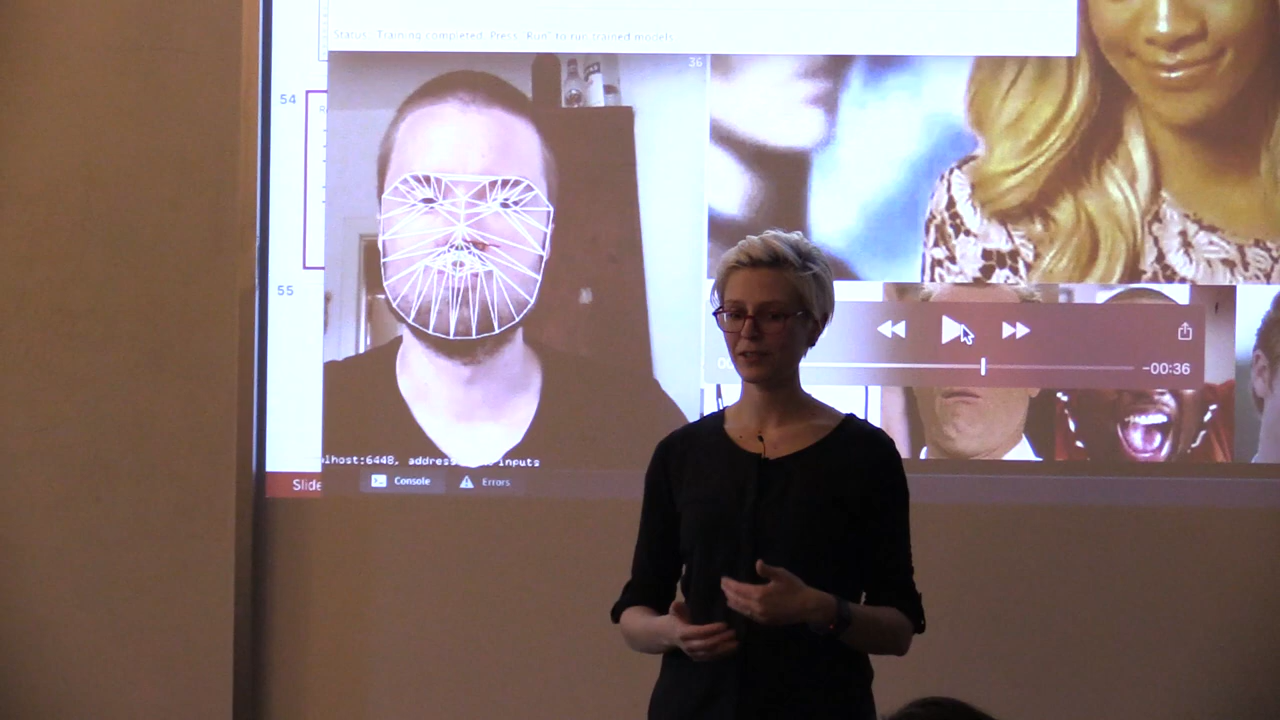 Status: Training completed. Press 'Run' to run trained models
36
54
55
-00:36
lhost:6448, address
inputs
Console
Errors
Slide